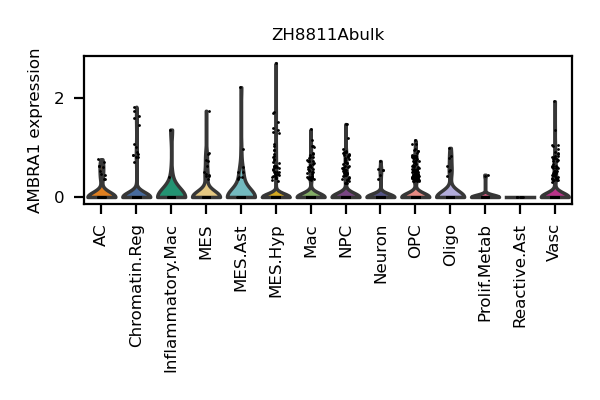 ZH8811Abulk
AMBRA1 expression
2
0
AC
Chromatin.Reg
Inflammatory.Mac
MES
MES.Ast
MES.Hyp
Mac
NPC
Neuron
OPC
Oligo
Prolif.Metab
Reactive.Ast
Vasc